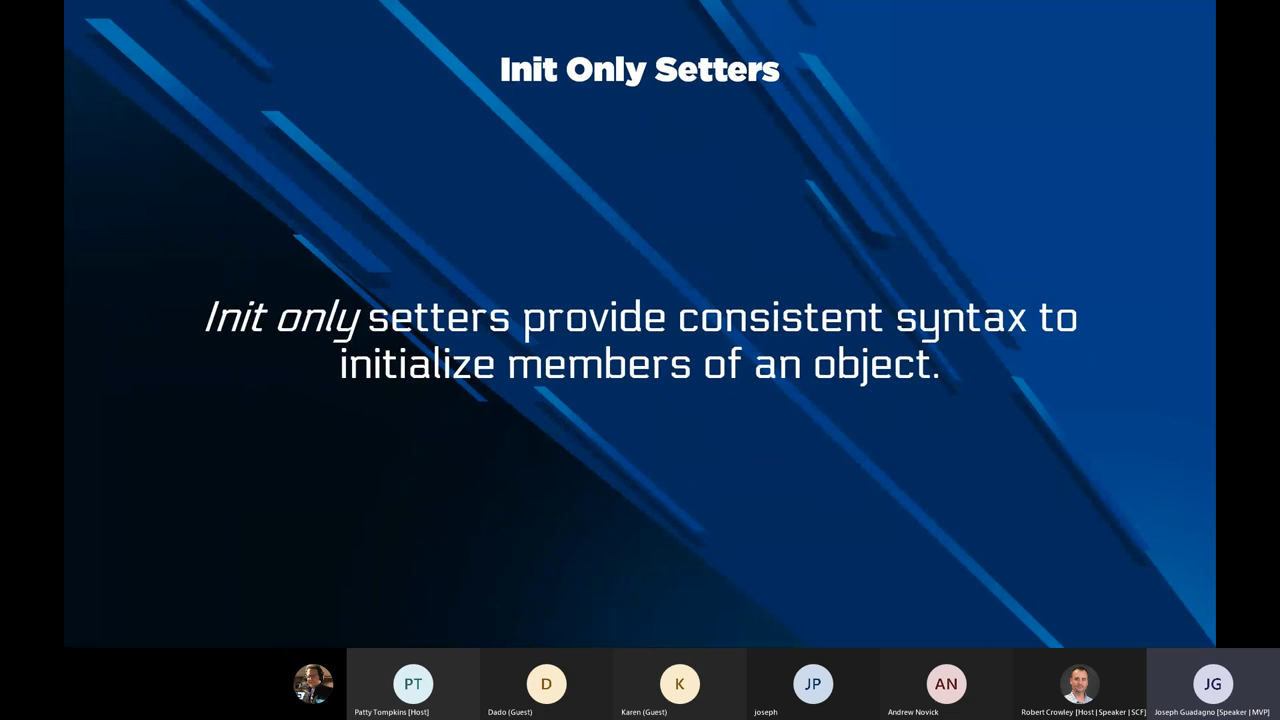 Init Only Setters
Init only setters provide consistent syntax to
initialize members of an object.
PT
D
K
JP
AN
JG
Patty Tompkins [Host]
Dado (Guest)
Karen (Guest)
joseph
Andrew Novick
Robert Crowley [Host | Speaker | SCF]
Joseph Guadagno [Speaker | MVP]